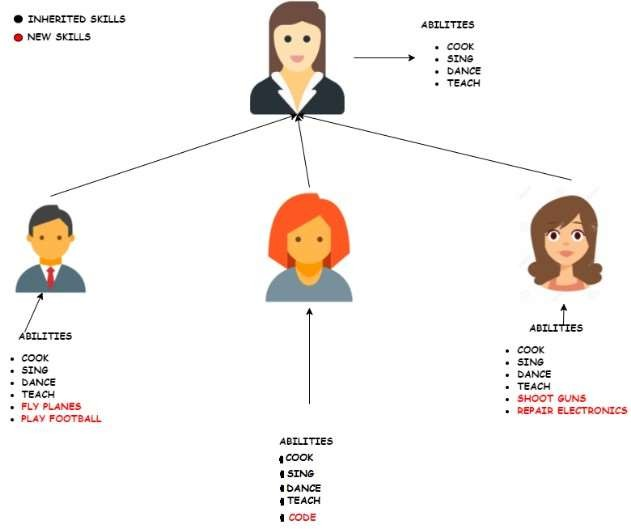 INHERITED SKILLS
NEW SKILLS
ABILITIES
COOK
SING
DANCE
TEACH
ABILITIES
COOK
SING
DANCE
TEACH
FLY PLANES
PLAY FOOTBALL
ABILITIES
COOK
SING
DANCE
TEACH
CODE
ABILITIES
COOK
SING
DANCE
TEACH
SHOOT GUNS
REPAIR ELECTRONICS